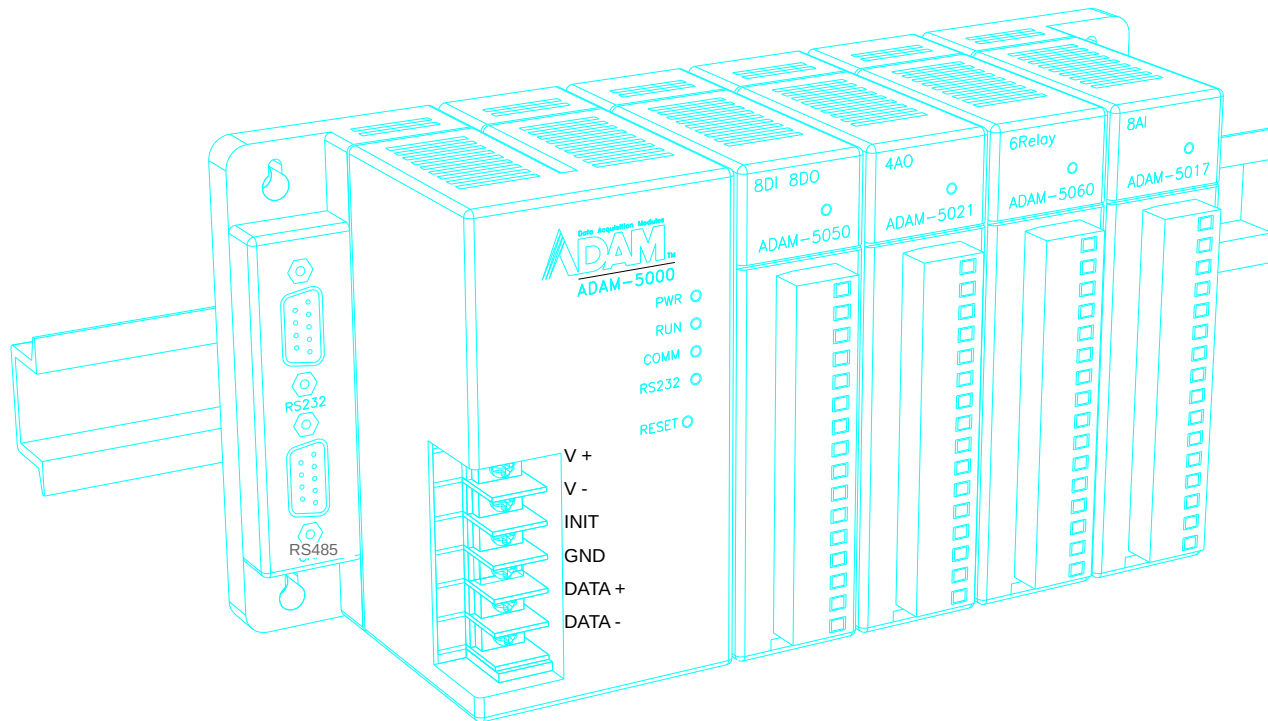 Data Acquisition Modules
ADAM TM
ADAM-5000
PWR
RUN
COMM
RS232
RESET
V +
V -
INIT
GND
DATA +
DATA -
RS232
RS485
8DI 8DO
ADAM-5050
4AO
ADAM-5021
6Relay
ADAM-5060
8AI
ADAM-5017